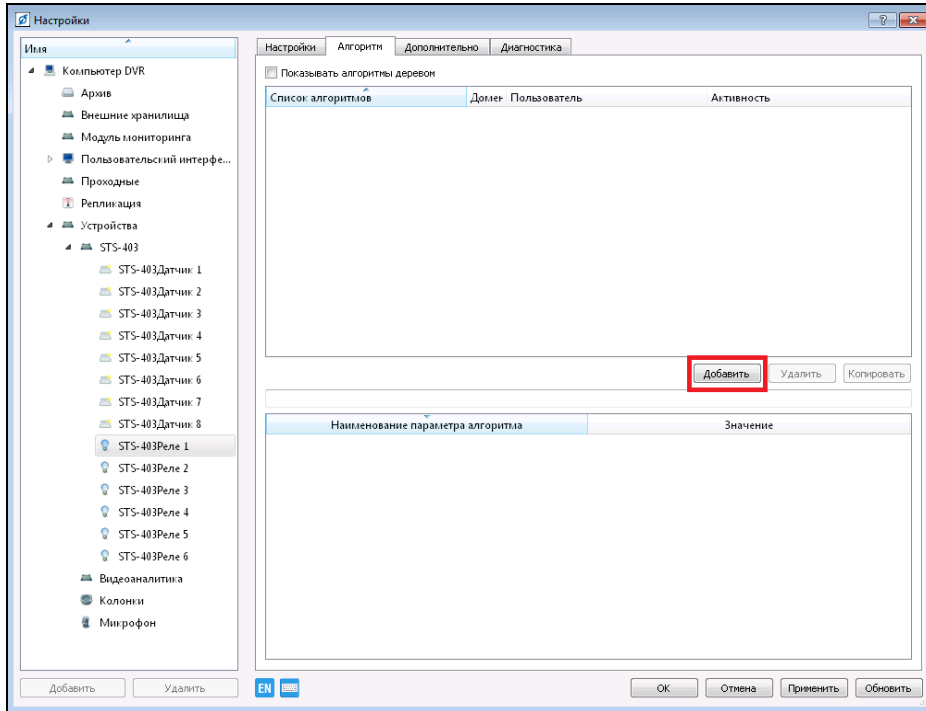 Настройки
Имя
Компьютер DVR
Архив
Внешние хранилища
Модуль мониторинга
Пользовательский интерфе...
Проходные
Репликация
Устройства
STS-403
STS-403Датчик 1
STS-403Датчик 2
STS-403Датчик 3
STS-403Датчик 4
STS-403Датчик 5
STS-403Датчик 6
STS-403Датчик 7
STS-403Датчик 8
STS-403Реле 1
STS-403Реле 2
STS-403Реле 3
STS-403Реле 4
STS-403Реле 5
STS-403Реле 6
Видеоаналитика
Колонки
Микрофон
Добавить Удалить
Настройки Алгоритм Дополнительно Диагностика
Показывать алгоритмы деревом
Список алгоритмов Домен Пользователь Активность
Добавить Удалить Копировать
Наименование параметра алгоритма Значение
EN OK Отмена Применить Обновить